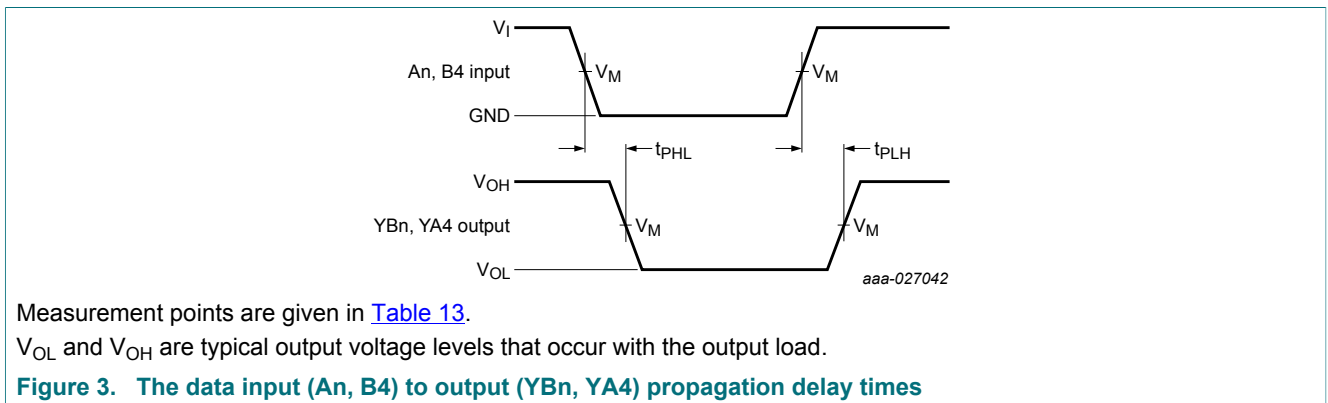 VI
An, B4 input
VM
VM
GND
tPHL
tPLH
VOH
YBn, YA4 output
VM
VM
VOL
aaa-027042
Measurement points are given in Table 13.
VOL and VOH are typical output voltage levels that occur with the output load.
Figure 3. The data input (An, B4) to output (YBn, YA4) propagation delay times